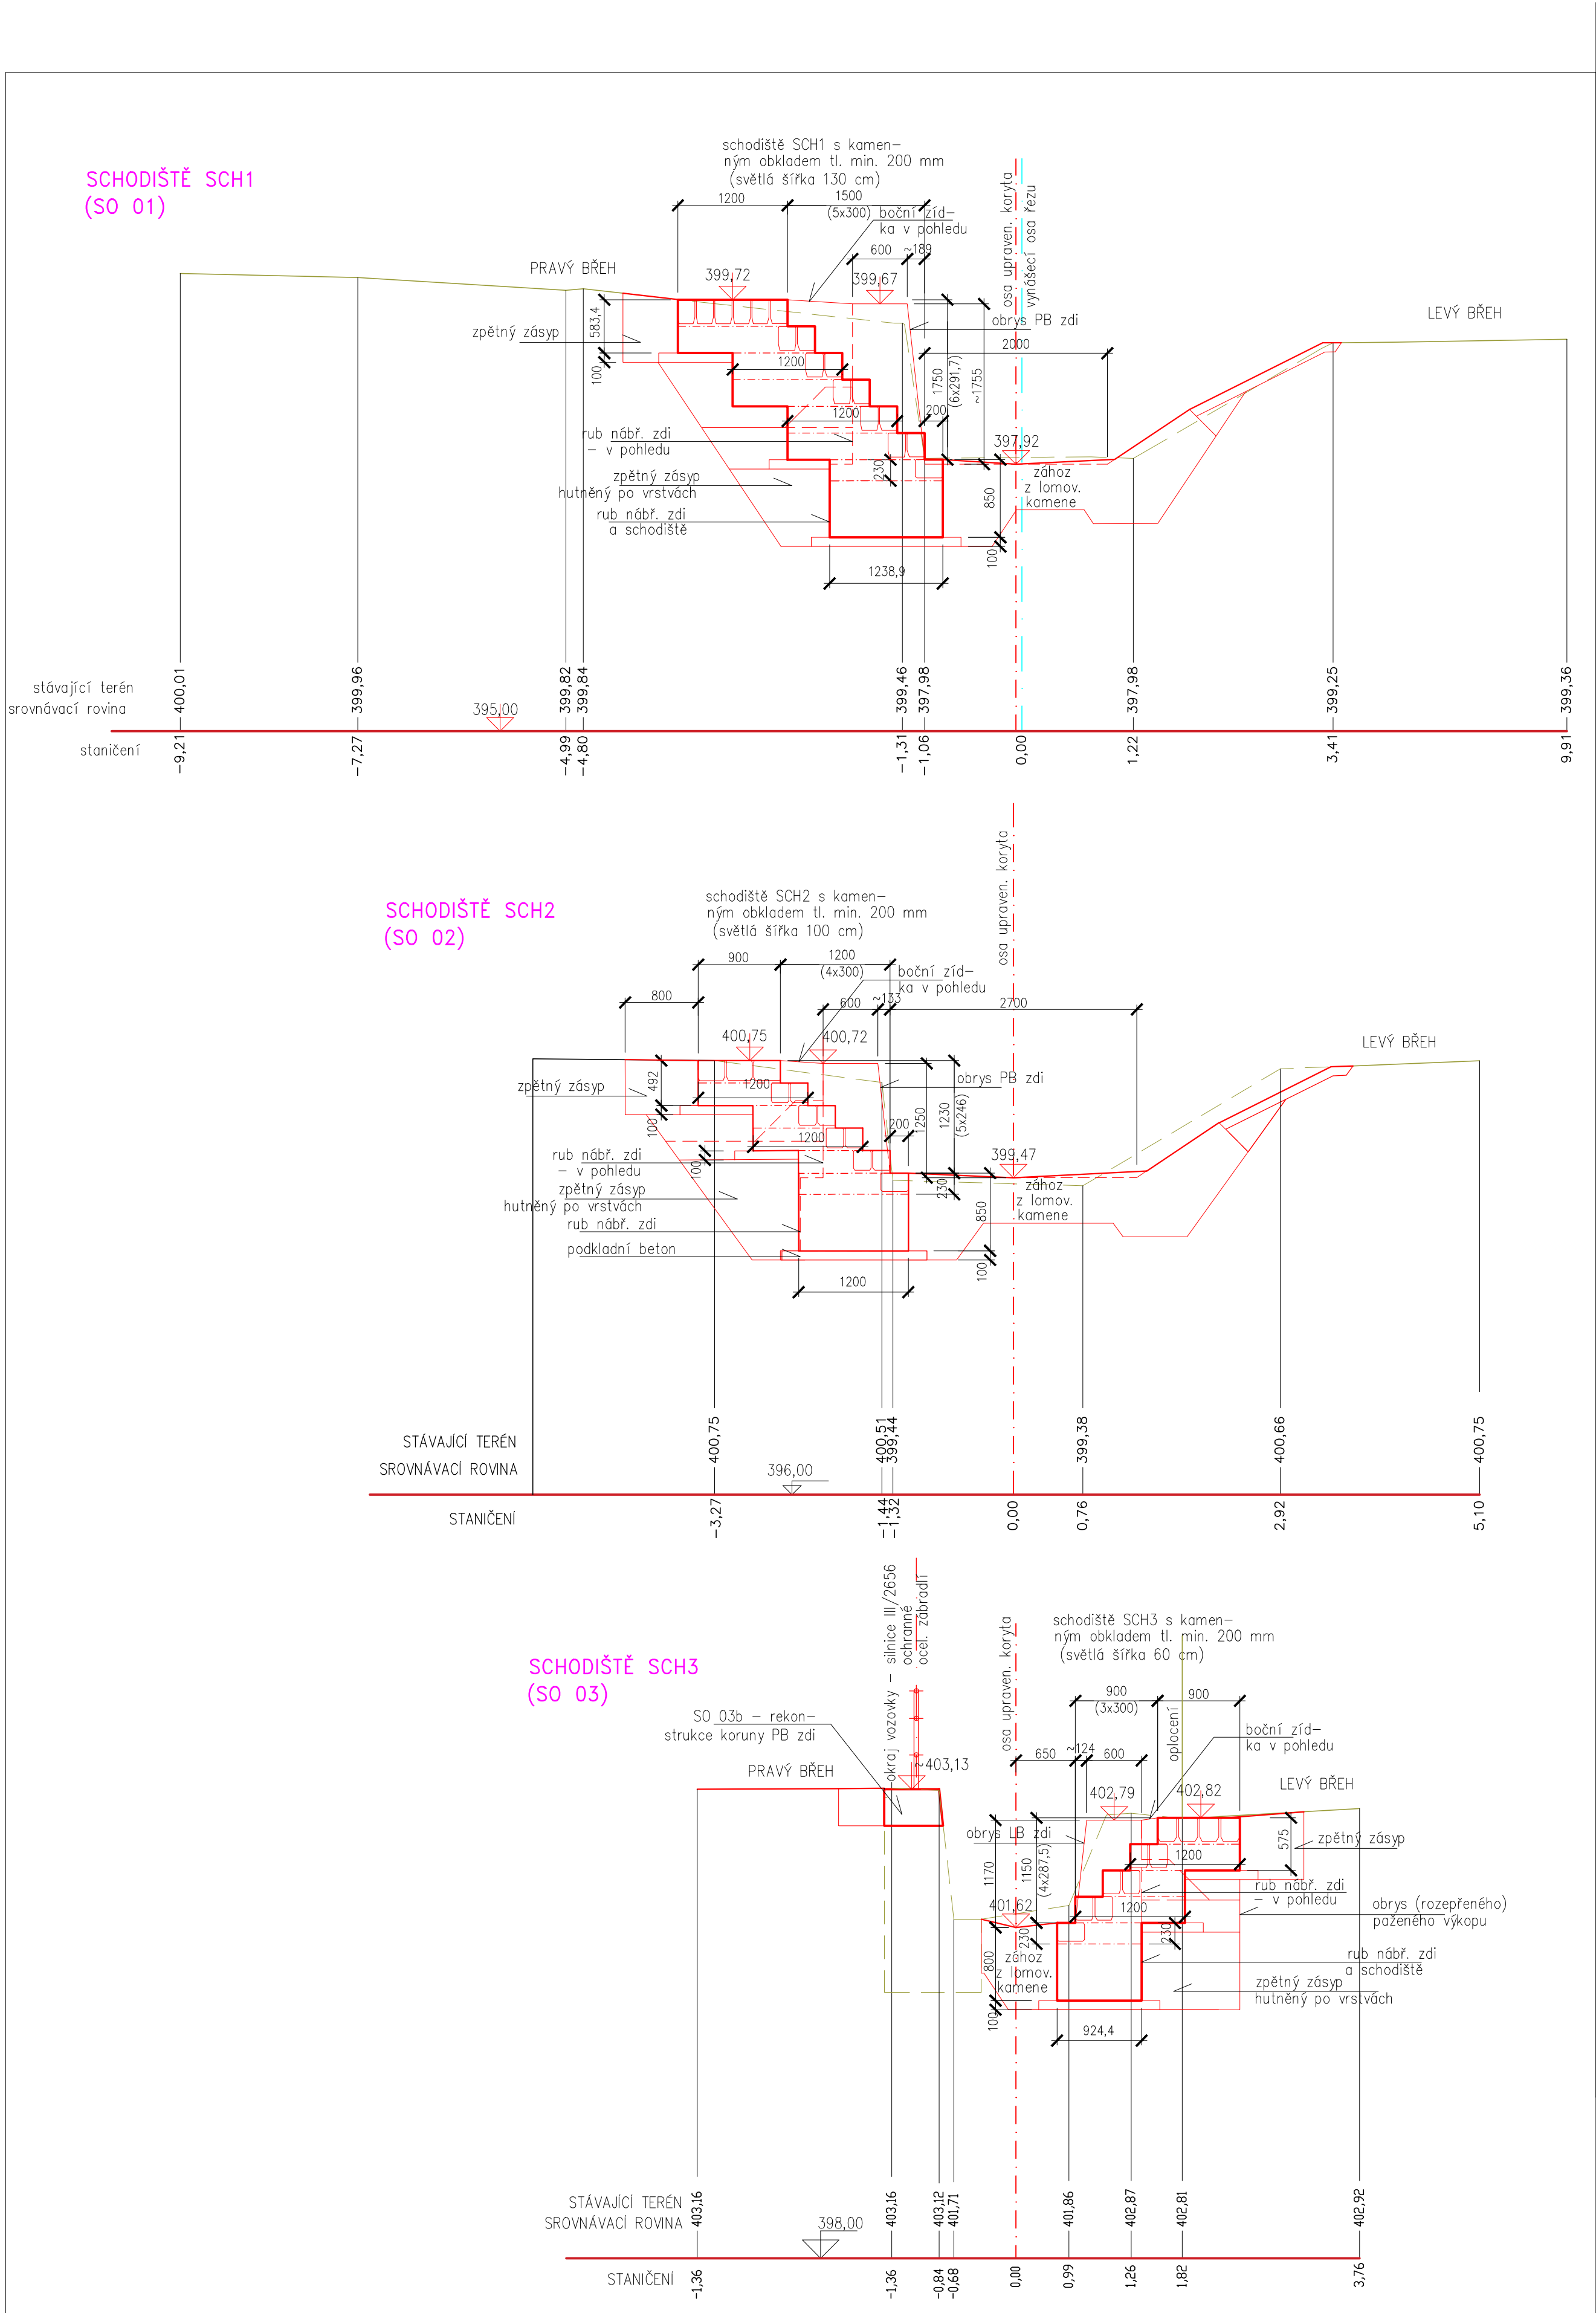 SCHODIŠTĚ SCH1
(SO 01)
schodiště SCH1 s kamen-
ným obkladem tl. min. 200 mm
(světlá šířka 130 cm)
1200
1500
(5x300)
boční zíd-
ka v pohledu
600
~189
osa upraven. koryta
vynášecí osa řezu
PRAVÝ BŘEH
399,72
399,67
obrys PB zdi
LEVÝ BŘEH
zpětný zásyp
583,4
100
2000
1200
1750
(6x291,7)
~1755
1200
200
rub nábř. zdi
- v pohledu
397,92
230
zához
z lomov.
kamene
zpětný zásyp
hutněný po vrstvách
850
rub nábř. zdi
a schodiště
100
1238,9
stávající terén
400,01
399,96
399,82
399,84
399,46
397,98
397,98
399,25
399,36
srovnávací rovina
395,00
staničení
-9,21
-7,27
-4,99
-4,80
-1,31
-1,06
0,00
1,22
3,41
9,91
SCHODIŠTĚ SCH2
(SO 02)
schodiště SCH2 s kamen-
ným obkladem tl. min. 200 mm
(světlá šířka 100 cm)
osa upraven. koryta
900
1200
(4x300)
boční zíd-
ka v pohledu
800
600
~133
2700
400,75
400,72
LEVÝ BŘEH
zpětný zásyp
492
1200
obrys PB zdi
100
1250
1230
(5x246)
1200
200
rub nábř. zdi
- v pohledu
100
399,47
zpětný zásyp
hutněný po vrstvách
230
zához
z lomov.
kamene
850
rub nábř. zdi
podkladní beton
100
1200
STÁVAJÍCÍ TERÉN
400,75
400,51
399,44
399,38
400,66
400,75
SROVNÁVACÍ ROVINA
396,00
STANIČENÍ
-3,27
-1,44
-1,32
0,00
0,76
2,92
5,10
SCHODIŠTĚ SCH3
(SO 03)
okraj vozovky - silnice III/2656
ochranné
ocel. zábradlí
osa upraven. koryta
schodiště SCH3 s kamen-
ným obkladem tl. min. 200 mm
(světlá šířka 60 cm)
900
(3x300)
900
SO 03b - rekon-
strukce koruny PB zdi
oplocení
boční zíd-
ka v pohledu
650
~124
600
PRAVÝ BŘEH
~403,13
402,79
402,82
LEVÝ BŘEH
obrys LB zdi
575
zpětný zásyp
1170
1150
(4x287,5)
1200
rub nábř. zdi
- v pohledu
1200
obrys (rozepřeného)
paženého výkopu
401,62
230
230
zához
z lomov.
kamene
800
rub nábř. zdi
a schodiště
zpětný zásyp
hutněný po vrstvách
100
924,4
STÁVAJÍCÍ TERÉN
403,16
403,16
403,12
401,71
401,86
402,87
402,81
402,92
SROVNÁVACÍ ROVINA
398,00
STANIČENÍ
-1,36
-1,36
-0,84
-0,68
0,00
0,99
1,26
1,82
3,76